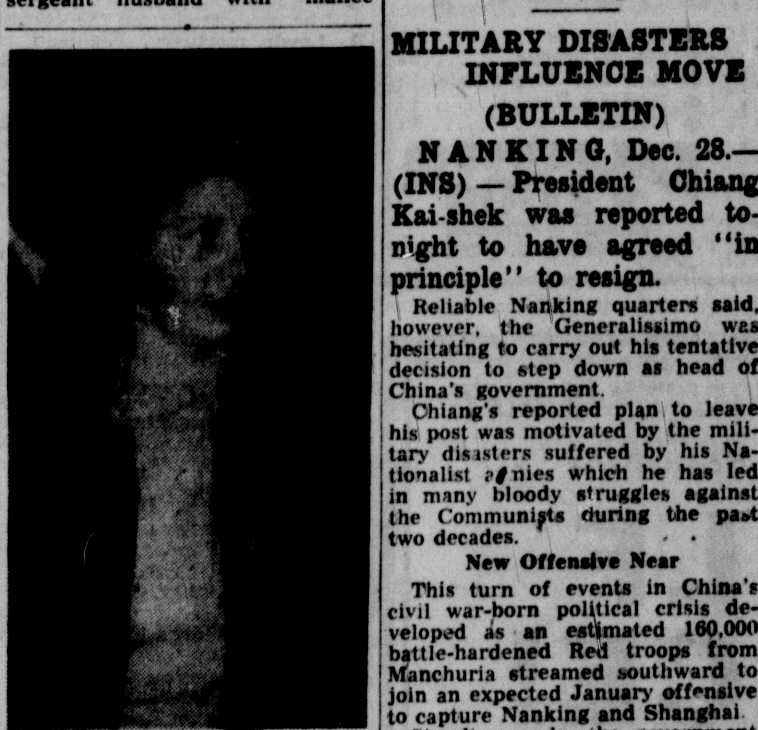 sergeant husband with malice
MILITARY DISASTERS
INFLUENCE MOVE
(BULLETIN)
NANKING, Dec. 28.—
(INS) — President Chiang
Kai-shek was reported to-
night to have agreed "in
principle" to resign.
Reliable Nanking quarters said,
however, the Generalissimo was
hesitating to carry out his tentative
decision to step down as head of
China's government.
Chiang's reported plan to leave
his post was motivated by the mili-
tary disasters suffered by his Na-
tionalist which he has led
in many bloody struggles against
the Communists during the past
two decades.
New Offensive Near
This turn of events in China's
civil war-born political crisis de-
veloped as an estimated 160,000
battle-hardened Red troops from
Manchuria streamed southward to
join an expected January offensive
to capture Nanking and Shanghai.